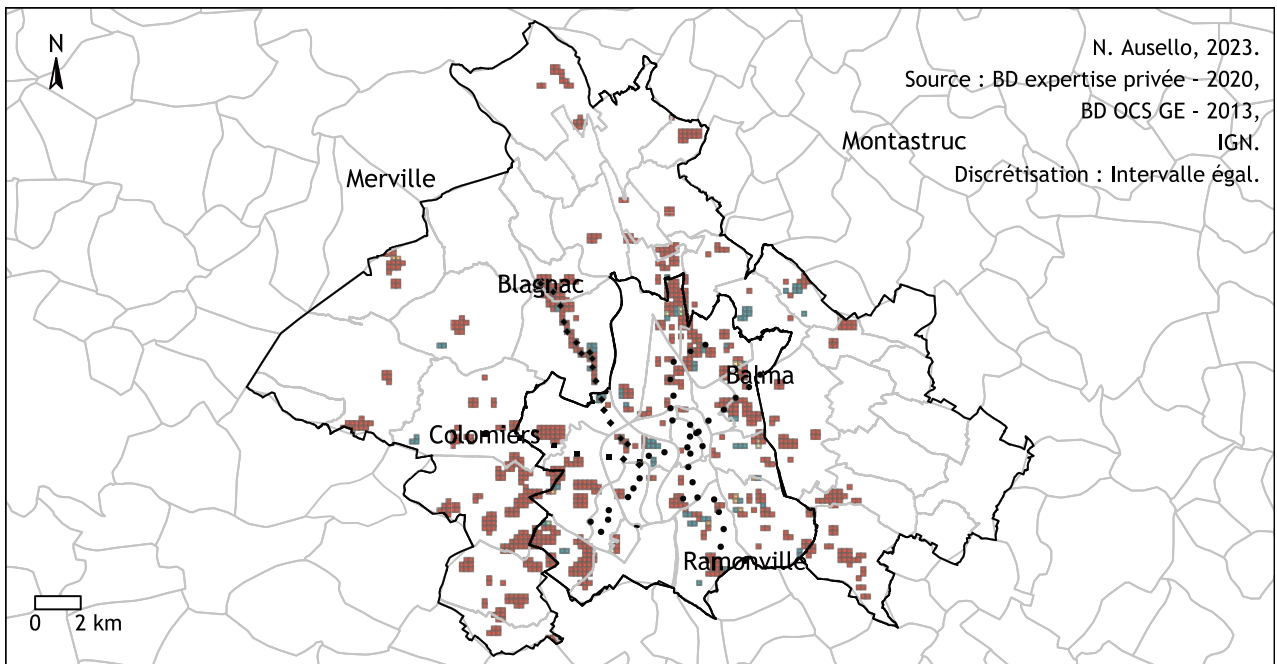 N
N. Ausello, 2023.
Source : BD expertise privée - 2020,
BD OCS GE - 2013,
IGN.
Discrétisation : Intervalle égal.
Montastruc
Merville
Blagnac
Balma
Colomiers
Ramonville
0 2 km